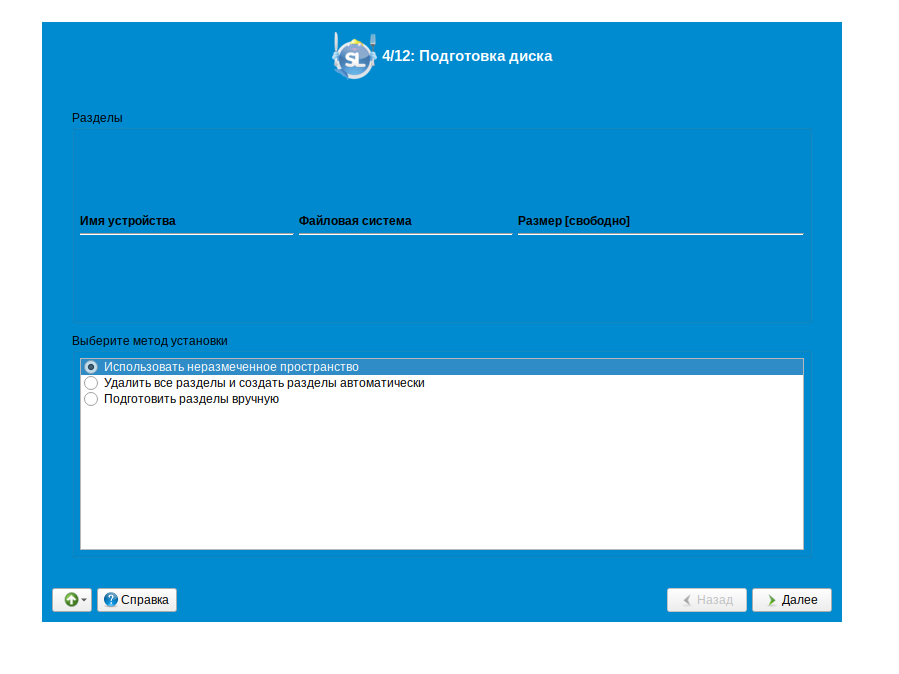 SL 4/12: Подготовка диска
Разделы
Имя устройства Файловая система Размер [свободно]
Выберите метод установки
Использовать неразмеченное пространство
Удалить все разделы и создать разделы автоматически
Подготовить разделы вручную
? Справка Назад Далее